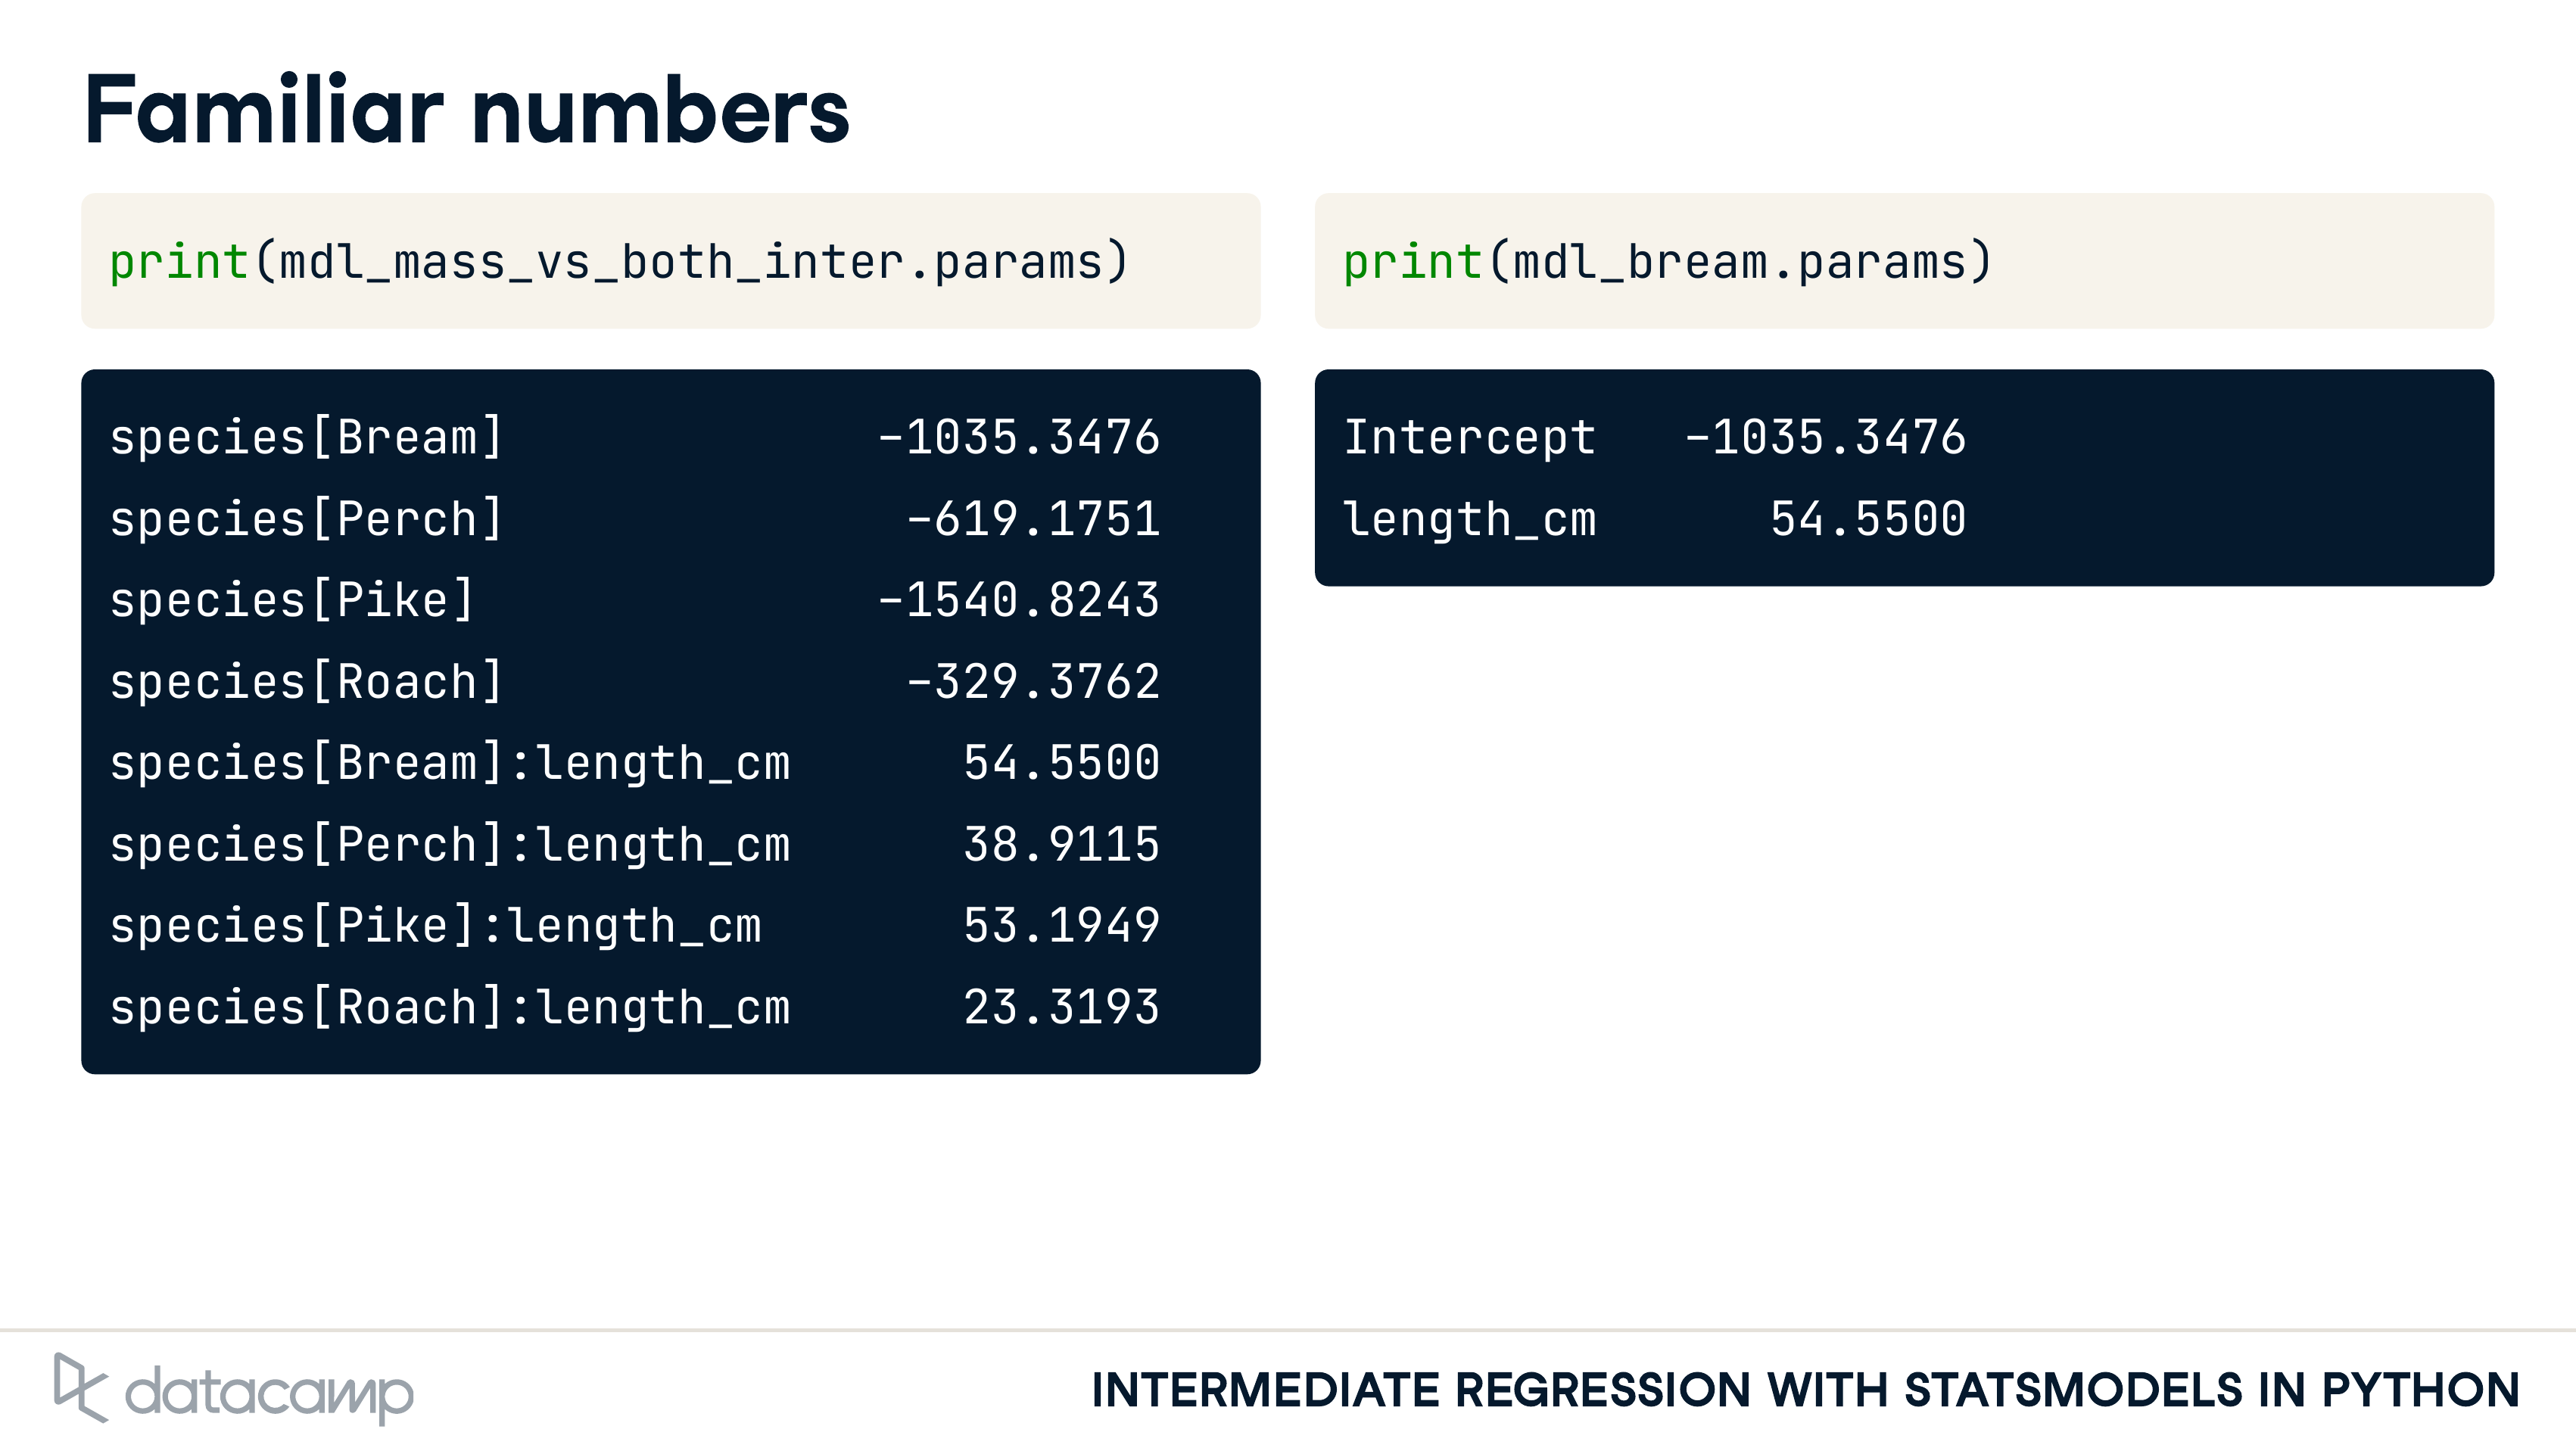 Familiar numbers
print(mdl_mass_vs_both_inter.params)
species[Bream] -1035.3476
species[Perch] -619.1751
species[Pike] -1540.8243
species[Roach] -329.3762
species[Bream]:length_cm 54.5500
species[Perch]:length_cm 38.9115
species[Pike]:length_cm 53.1949
species[Roach]:length_cm 23.3193
print(mdl_bream.params)
Intercept -1035.3476
length_cm 54.5500
datacamp
INTERMEDIATE REGRESSION WITH STATSMODELS IN PYTHON